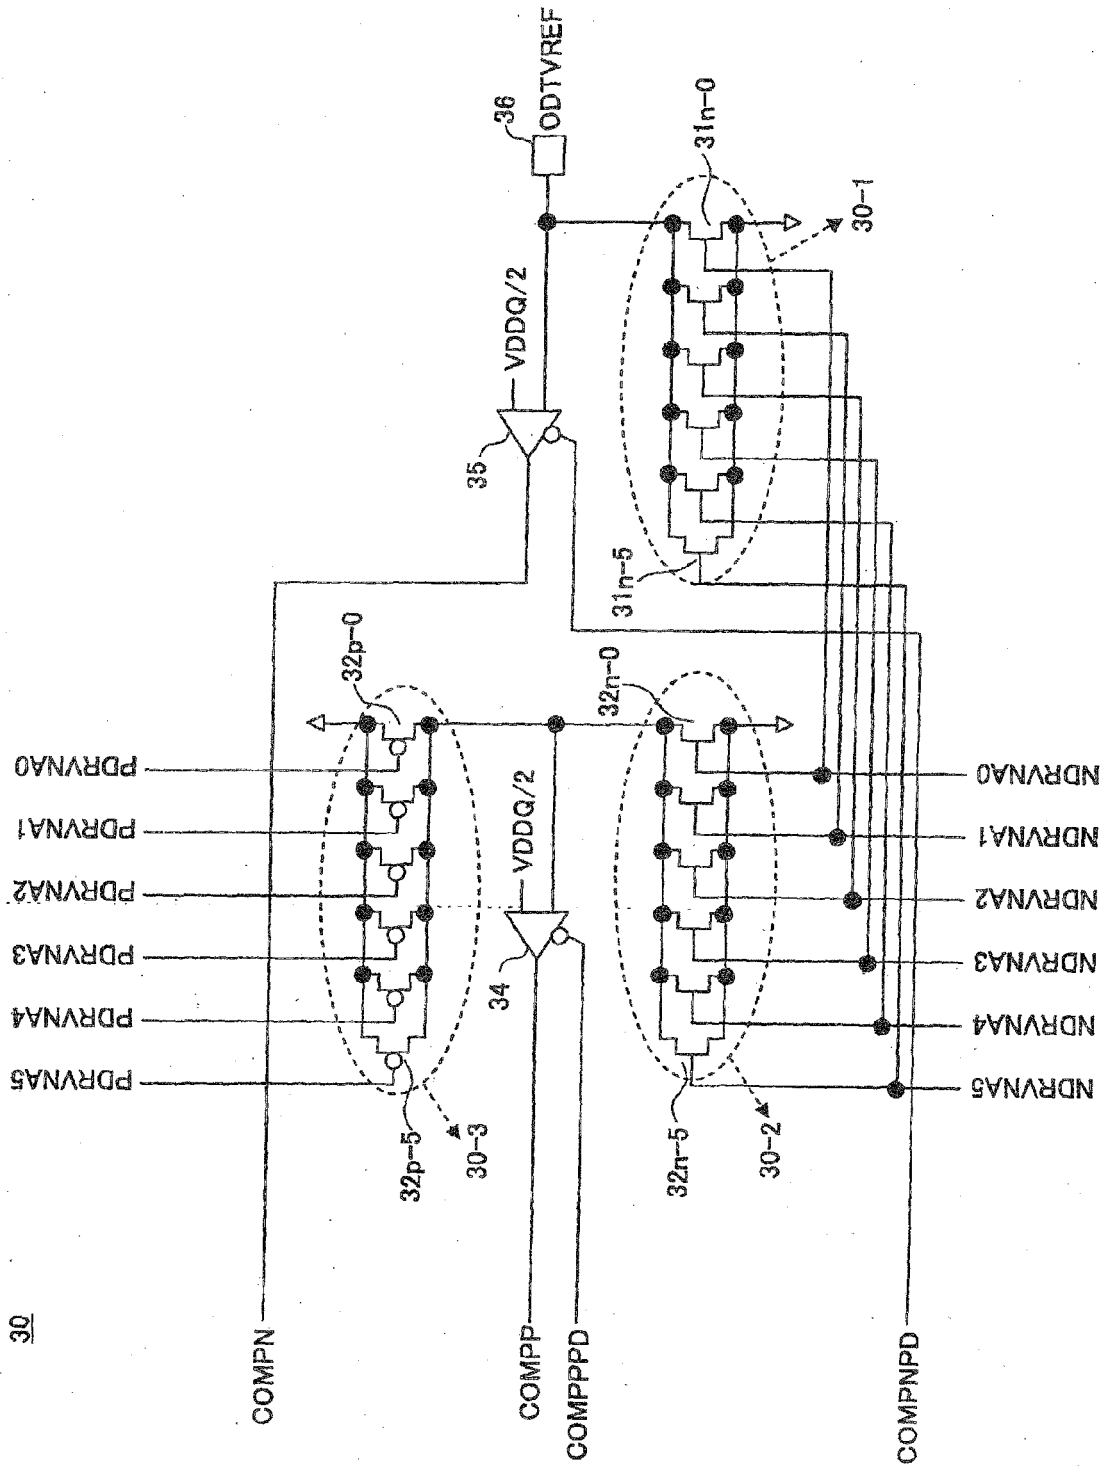 30
COMPN
COMPP
COMPPPD
COMPNPD
PDRVNA5
PDRVNA4
PDRVNA3
PDRVNA2
PDRVNA1
PDRVNA0
32p-5
30-3
32p-0
34
VDDQ/2
35
VDDQ/2
36
ODTVREF
32n-5
30-2
32n-0
31n-5
31n-0
30-1
NDRVNA5
NDRVNA4
NDRVNA3
NDRVNA2
NDRVNA1
NDRVNA0